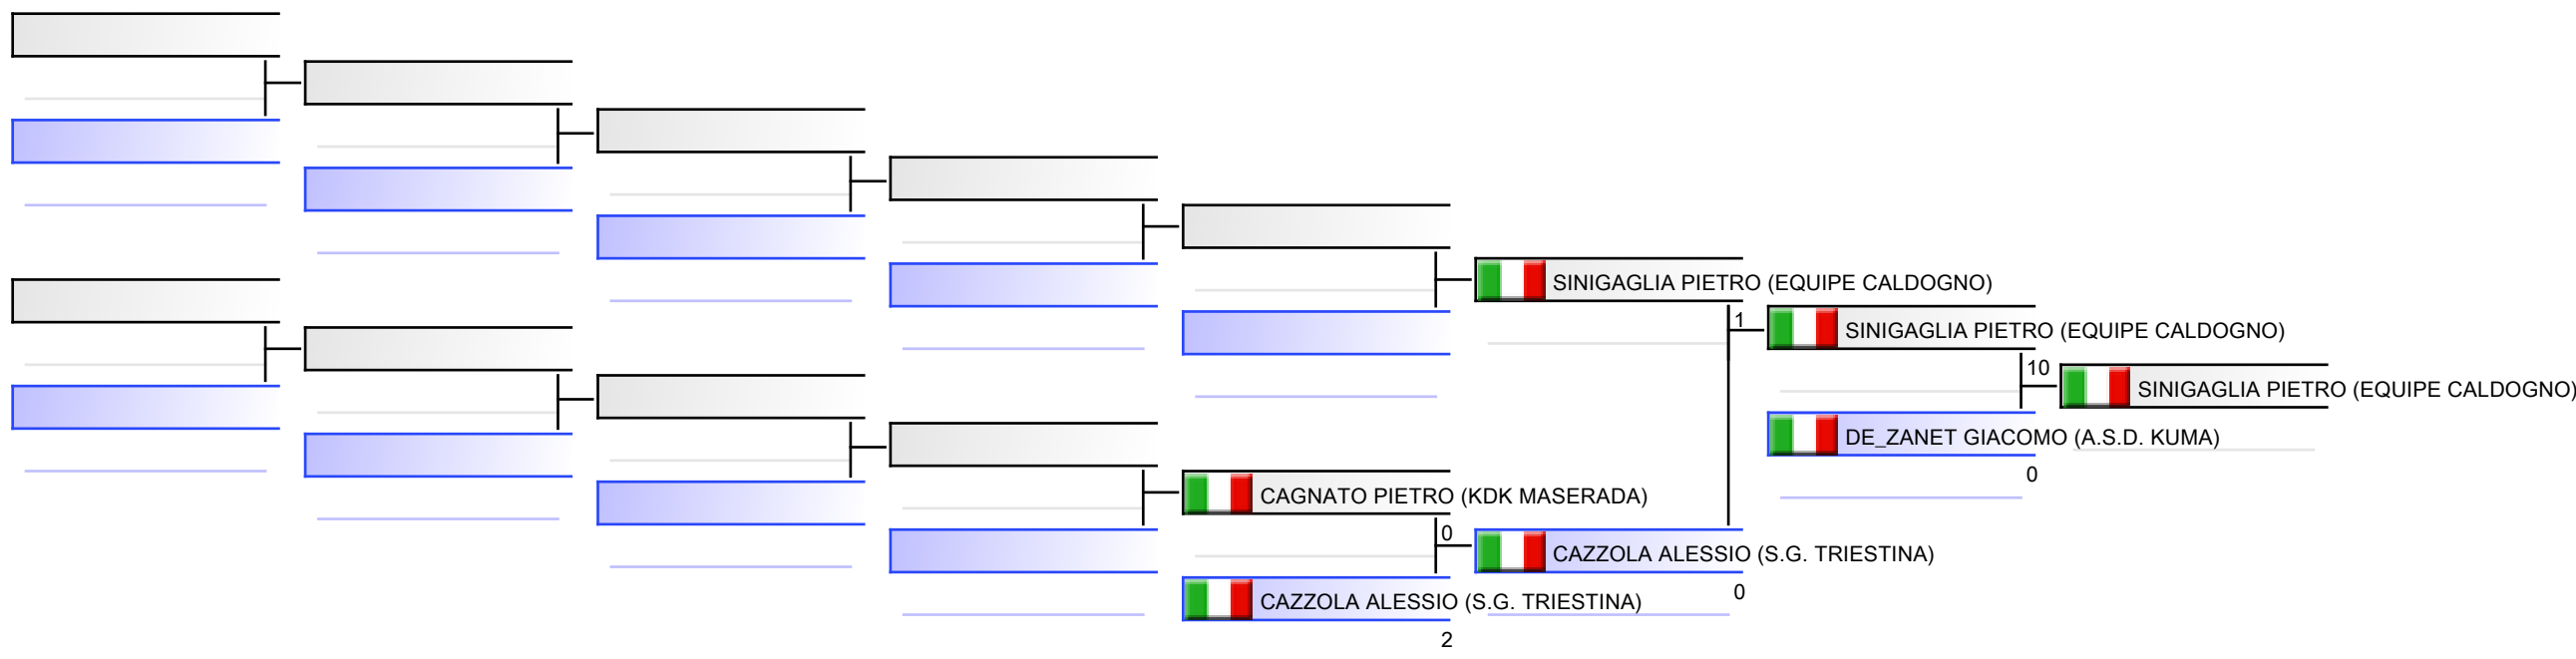 SINIGAGLIA PIETRO (EQUIPE CALDOGNO)
1
SINIGAGLIA PIETRO (EQUIPE CALDOGNO)
10
SINIGAGLIA PIETRO (EQUIPE CALDOGNO)
DE_ZANET GIACOMO (A.S.D. KUMA)
0
CAGNATO PIETRO (KDK MASERADA)
0
CAZZOLA ALESSIO (S.G. TRIESTINA)
0
CAZZOLA ALESSIO (S.G. TRIESTINA)
2